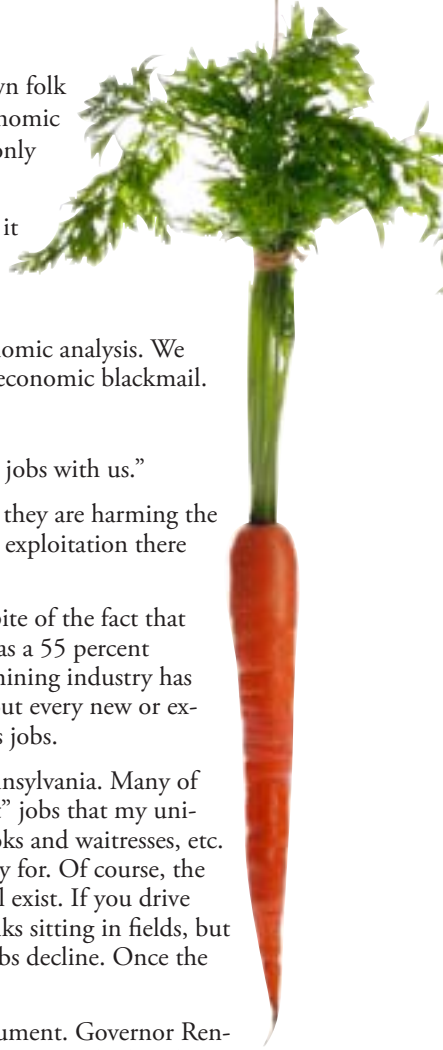 wn folk
nomic
only
it
omic analysis. We
economic blackmail.
jobs with us.”
they are harming the
exploitation there
ite of the fact that
as a 55 percent
ining industry has
ut every new or ex-
s jobs.
nsylvania. Many of
” jobs that my uni-
oks and waitresses, etc.
y for. Of course, the
l exist. If you drive
ks sitting in fields, but
bs decline. Once the
ument. Governor Ren-